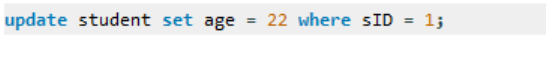 update student set age = 22 where sID = 1;